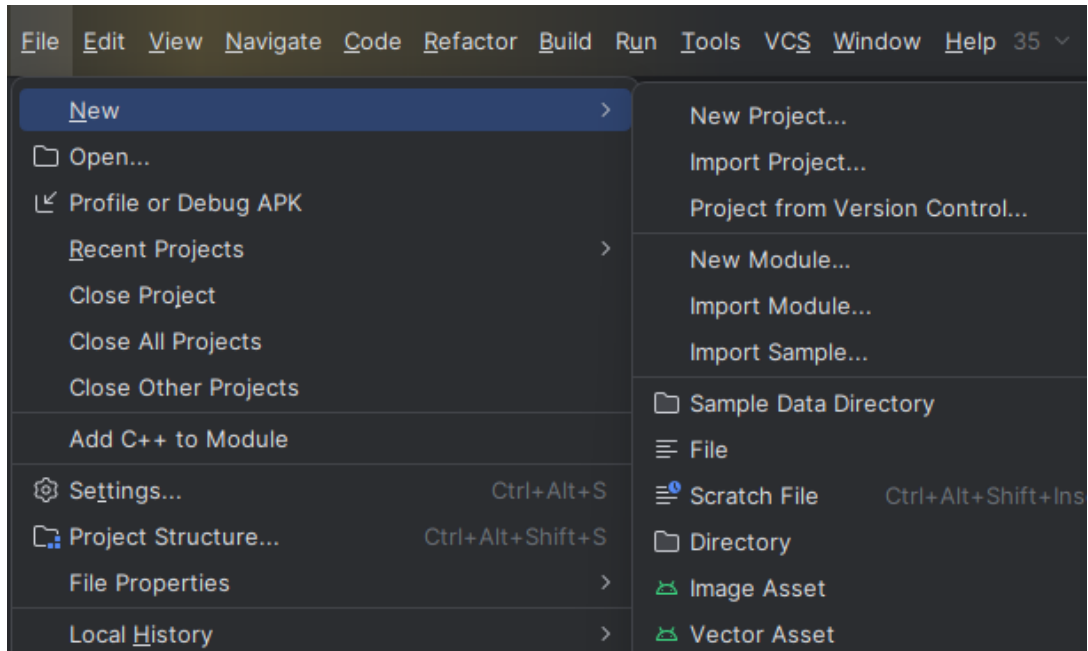 File Edit View Navigate Code Refactor Build Run Tools VCS Window Help 35
New
Open...
Profile or Debug APK
Recent Projects
Close Project
Close All Projects
Close Other Projects
Add C++ to Module
Settings... Ctrl+Alt+S
Project Structure... Ctrl+Alt+Shift+S
File Properties
Local History
New Project...
Import Project...
Project from Version Control...
New Module...
Import Module...
Import Sample...
Sample Data Directory
File
Scratch File Ctrl+Alt+Shift+Ins
Directory
Image Asset
Vector Asset